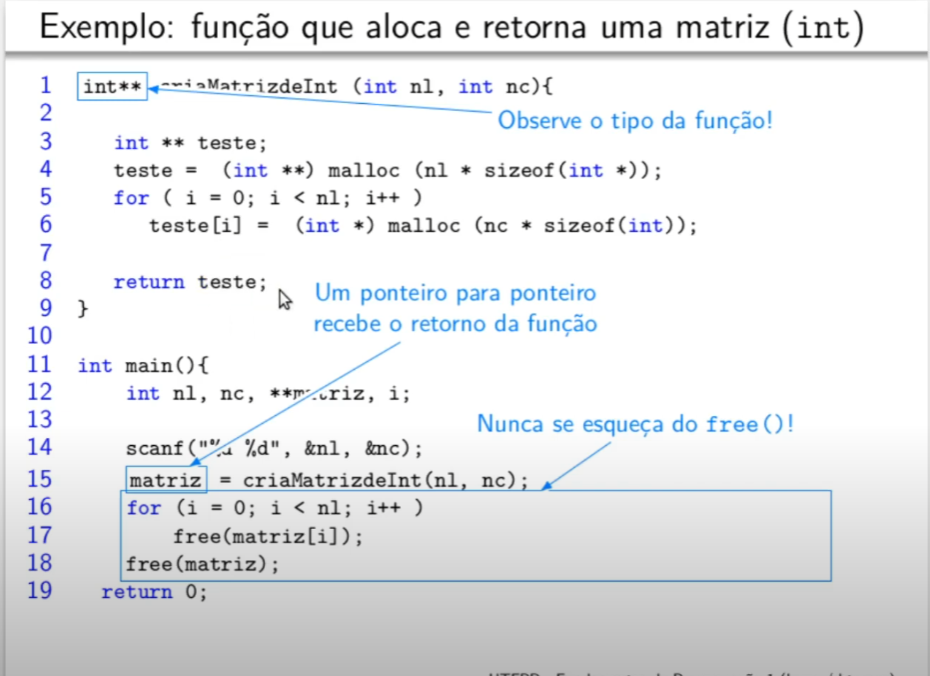 Exemplo: função que aloca e retorna uma matriz (int)
1 int** criaMatrizdeInt (int nl, int nc){
2
Observe o tipo da função!
3 int ** teste;
4 teste = (int **) malloc (nl * sizeof(int *));
5 for ( i = 0; i < nl; i++ )
6 teste[i] = (int *) malloc (nc * sizeof(int));
7
8 return teste;
Um ponteiro para ponteiro
9 }
recebe o retorno da função
10
11 int main(){
12 int nl, nc, **matriz, i;
13
Nunca se esqueça do free()!
14 scanf("%d %d", &nl, &nc);
15 matriz = criaMatrizdeInt(nl, nc);
16 for (i = 0; i < nl; i++ )
17 free(matriz[i]);
18 free(matriz);
19 return 0;